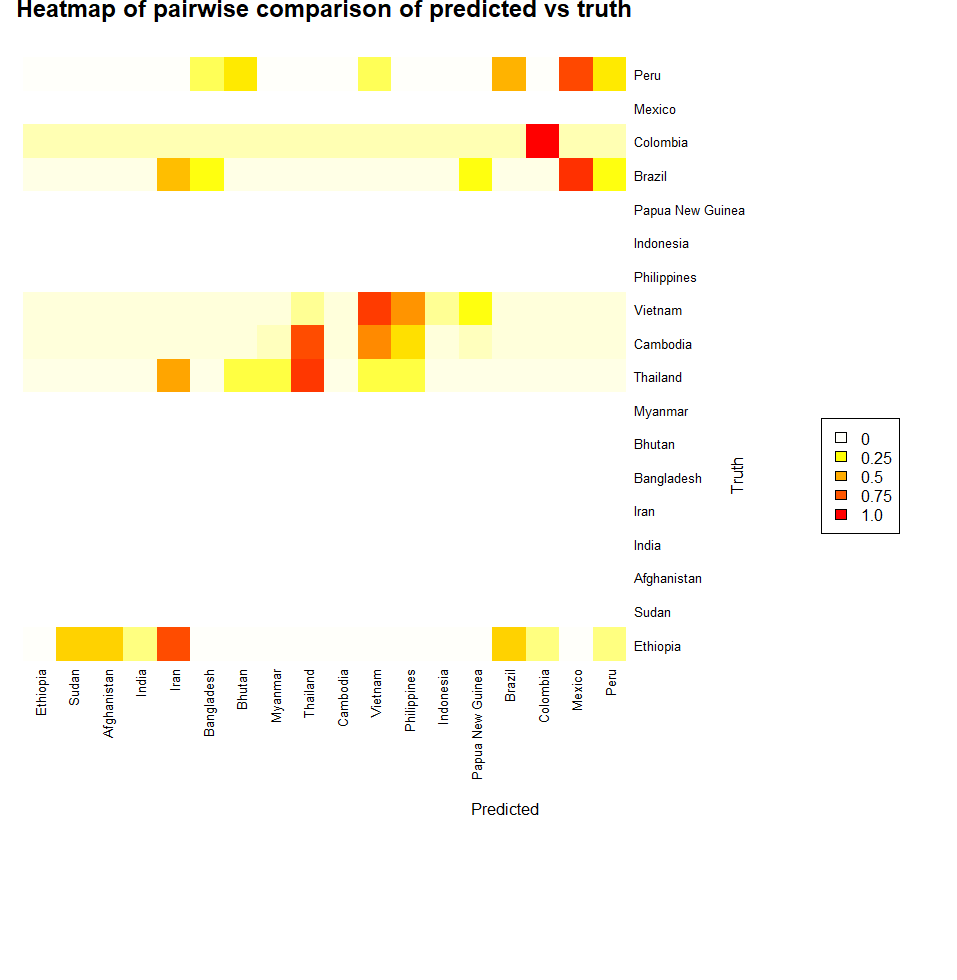 Heatmap of pairwise comparison of predicted vs truth
Peru
Mexico
Colombia
Brazil
Papua New Guinea
Indonesia
Philippines
Vietnam
Cambodia
Thailand
Myanmar
Bhutan
Bangladesh
Iran
India
Afghanistan
Sudan
Ethiopia
Truth
0
0.25
0.5
0.75
1.0
Ethiopia
Sudan
Afghanistan
India
Iran
Bangladesh
Bhutan
Myanmar
Thailand
Cambodia
Vietnam
Philippines
Indonesia
Papua New Guinea
Brazil
Colombia
Mexico
Peru
Predicted